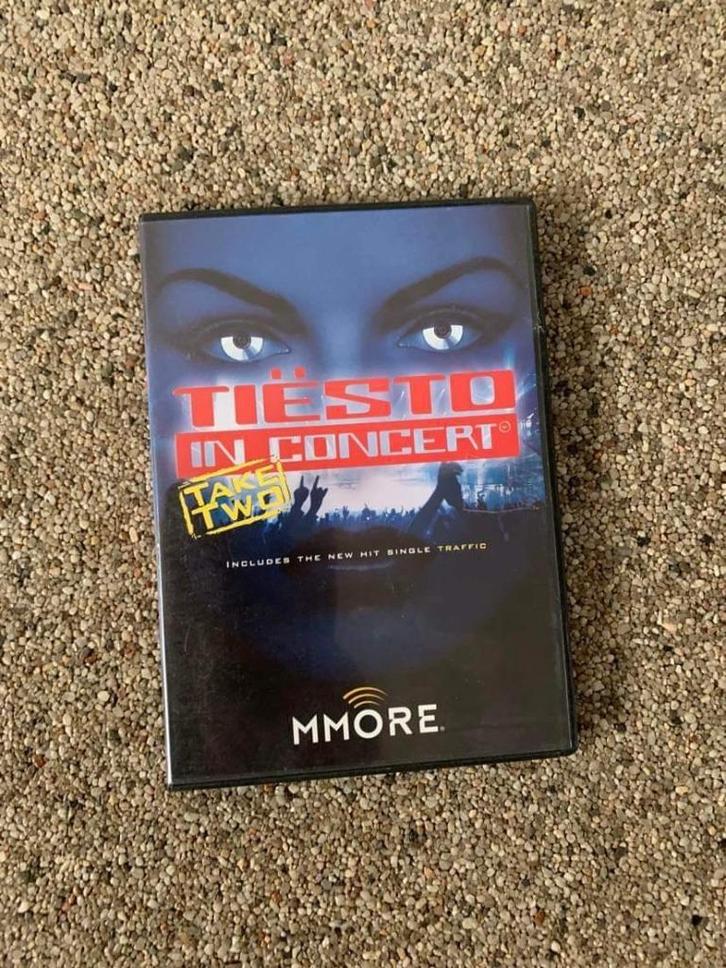 TIËSTO
IN CONCERT
TAKE
TWO
INCLUDES THE NEW HIT SINGLE TRAFFIC
MMORE